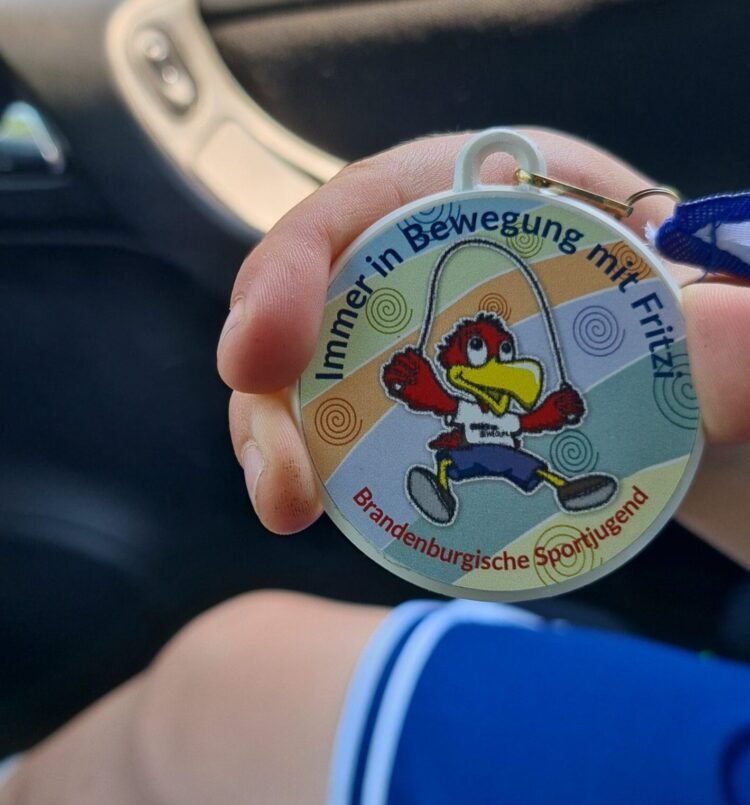 Immer in Bewegung mit Fritzi
Brandenburgische Sportjugend